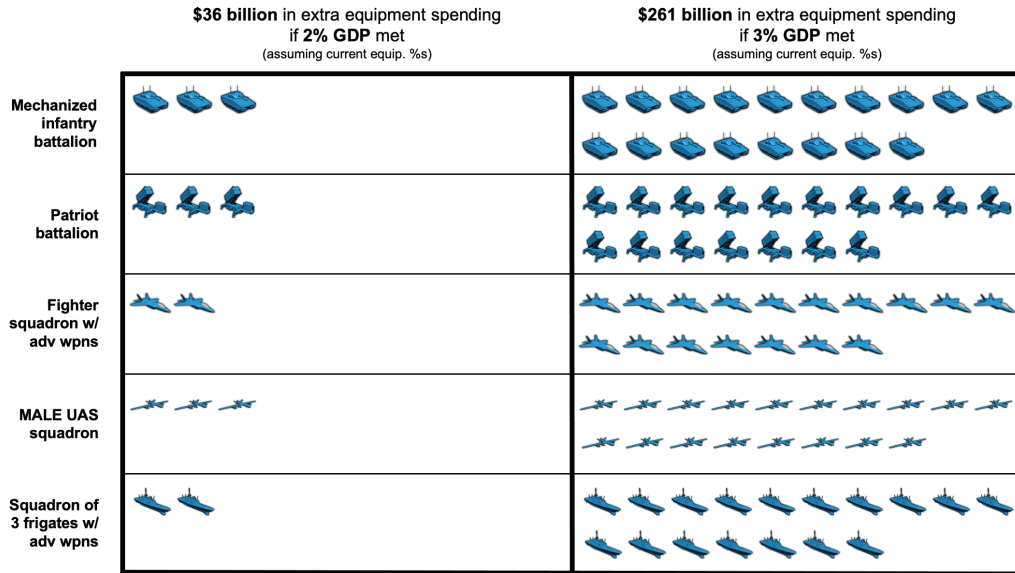 $36 billion in extra equipment spending
if 2% GDP met
(assuming current equip. %s)
$261 billion in extra equipment spending
if 3% GDP met
(assuming current equip. %s)
Mechanized
infantry
battalion
Patriot
battalion
Fighter
squadron w/
adv wpns
MALE UAS
squadron
Squadron of
3 frigates w/
adv wpns